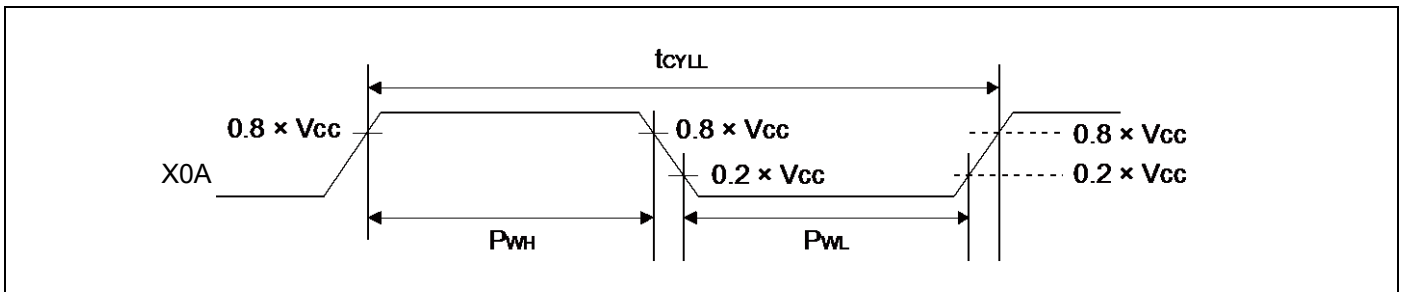 tCYLL
0.8 × Vcc
0.8 × Vcc
0.8 × Vcc
X0A
0.2 × Vcc
0.2 × Vcc
PWH
PWL